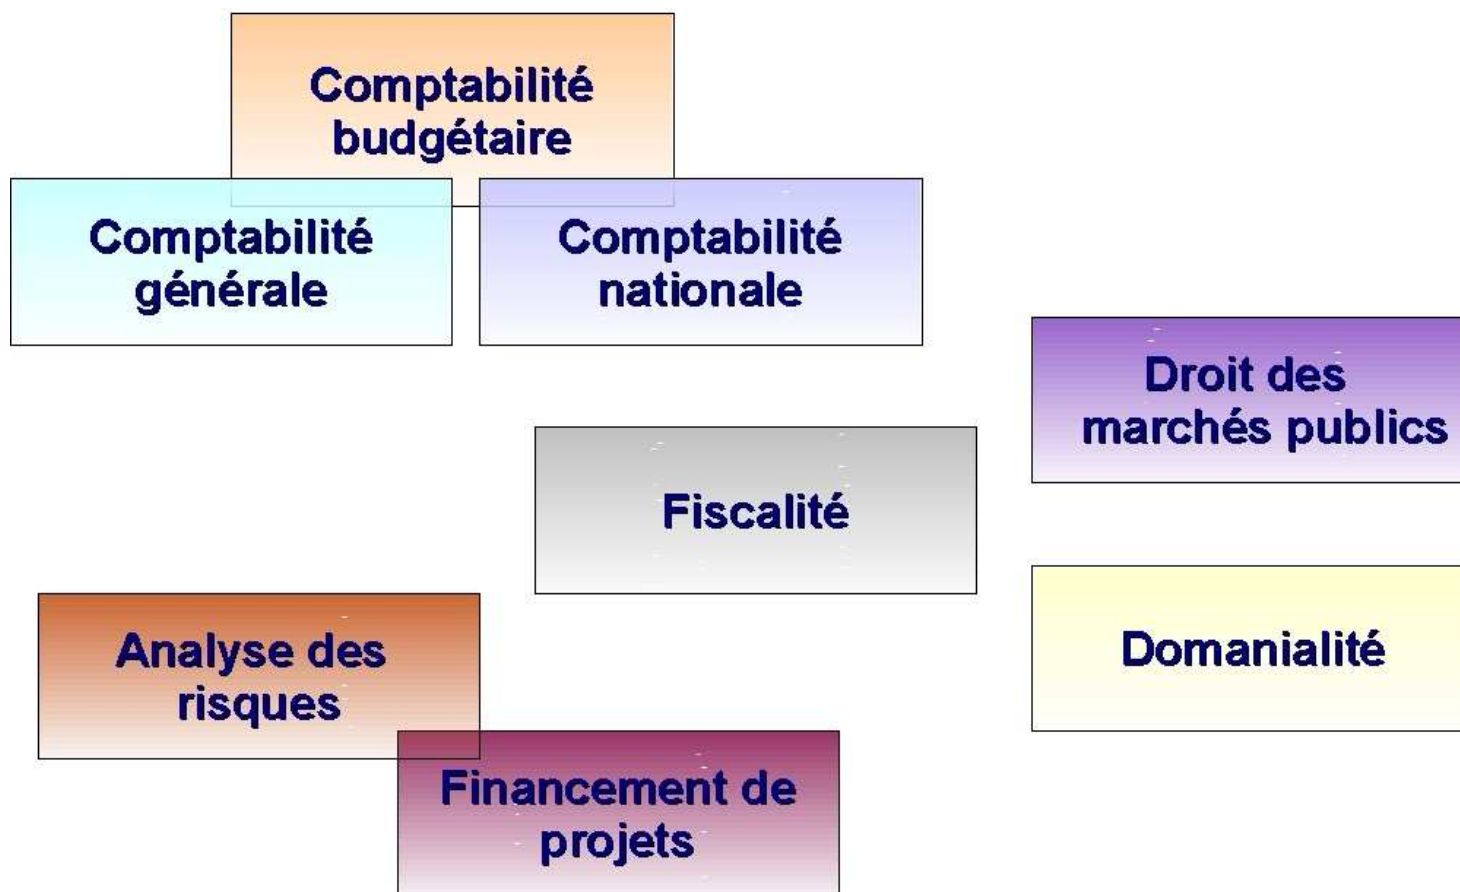 Comptabilité
budgétaire
Comptabilité
générale
Comptabilité
nationale
Droit des
marchés publics
Fiscalité
Domanialité
Analyse des
risques
Financement de
projets